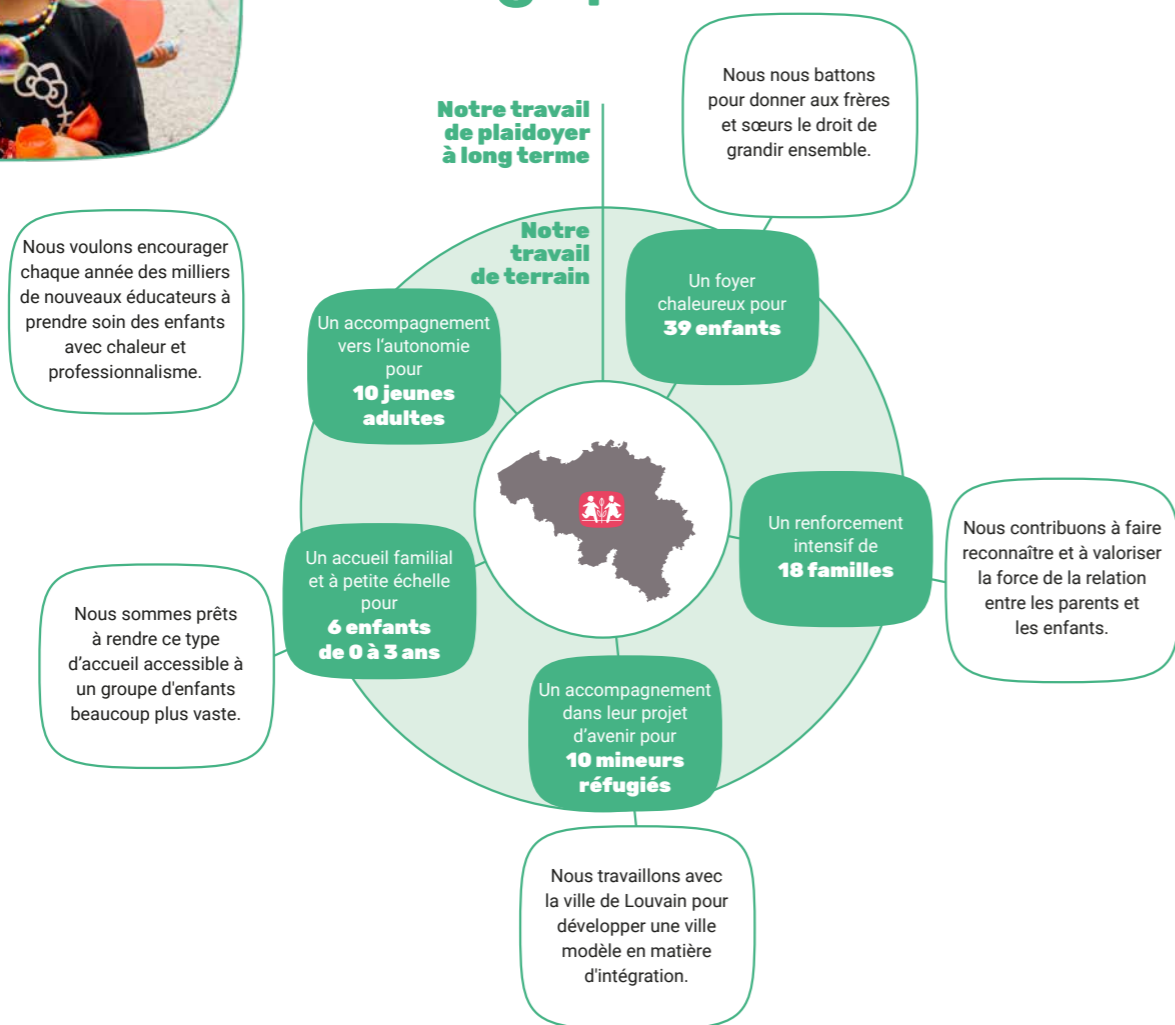 Notre travail
de plaidoyer
à long terme
Notre
travail
de terrain
Nous nous battons
pour donner aux frères
et sœurs le droit de
grandir ensemble.
Un foyer
chaleureux pour
39 enfants
Un renforcement
intensif de
18 familles
Nous contribuons à faire
reconnaître et à valoriser
la force de la relation
entre les parents et
les enfants.
Un accompagnement
dans leur projet
d'avenir pour
10 mineurs
réfugiés
Nous travaillons avec
la ville de Louvain pour
développer une ville
modèle en matière
d'intégration.
Un accueil familial
et à petite échelle
pour
6 enfants
de 0 à 3 ans
Nous sommes prêts
à rendre ce type
d'accueil accessible à
un groupe d'enfants
beaucoup plus vaste.
Un accompagnement
vers l'autonomie
pour
10 jeunes
adultes
Nous voulons encourager
chaque année des milliers
de nouveaux éducateurs à
prendre soin des enfants
avec chaleur et
professionnalisme.